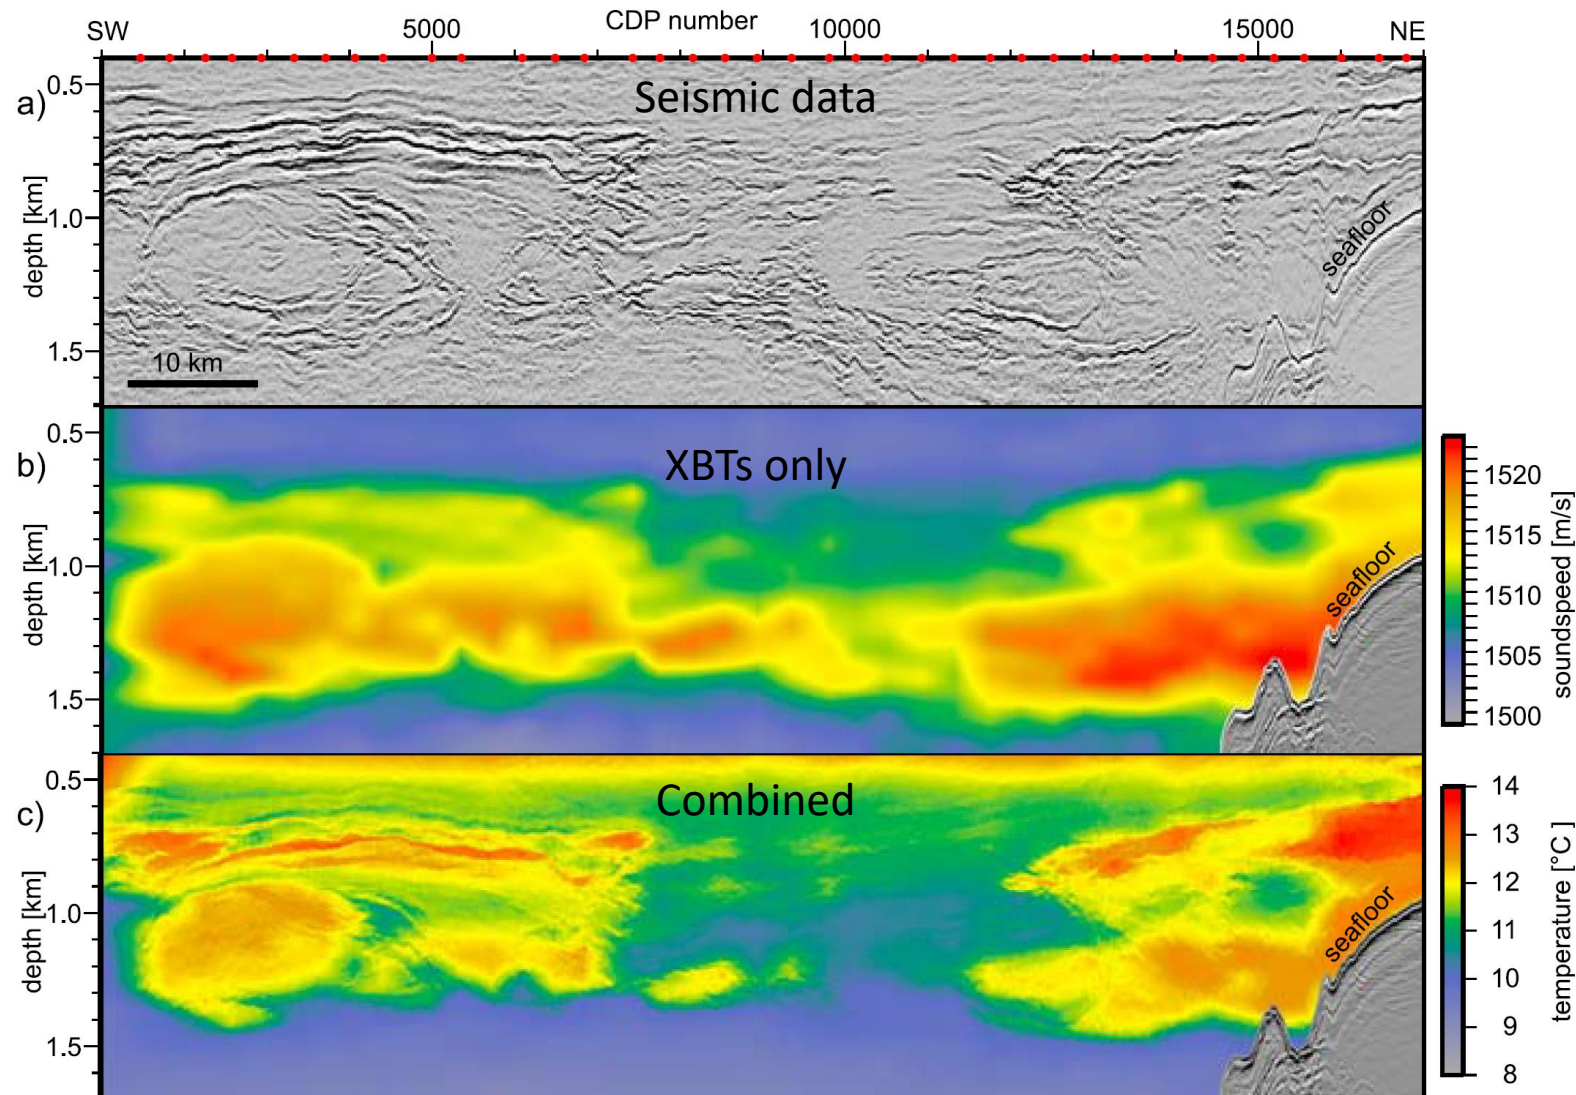 SW 5000 CDP number 10000 15000 NE
a)
0.5
1.0
1.5
depth [km]
Seismic data
seafloor
10 km
b)
0.5
1.0
1.5
depth [km]
XBTs only
seafloor
1520
1515
1510
1505
1500
soundspeed [m/s]
c)
0.5
1.0
1.5
depth [km]
Combined
seafloor
14
13
12
11
10
9
8
temperature [°C]